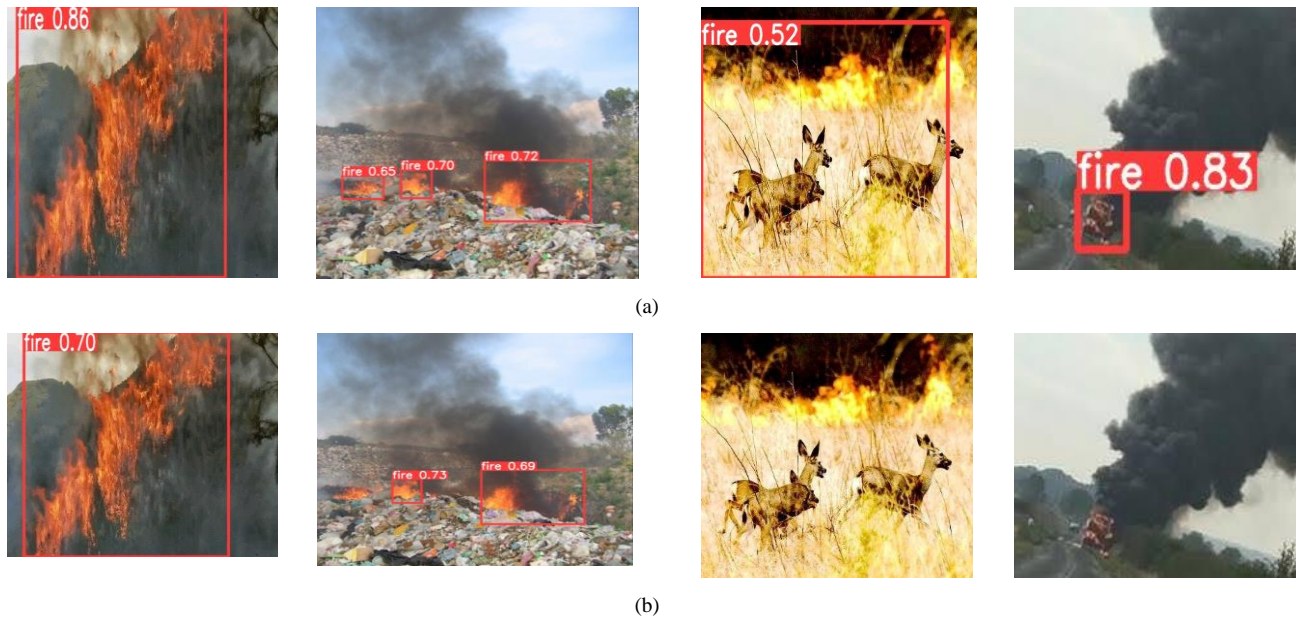 fire 0.86
fire 0.65
fire 0.70
fire 0.72
fire 0.52
fire 0.83
(a)
fire 0.70
fire 0.73
fire 0.69
(b)